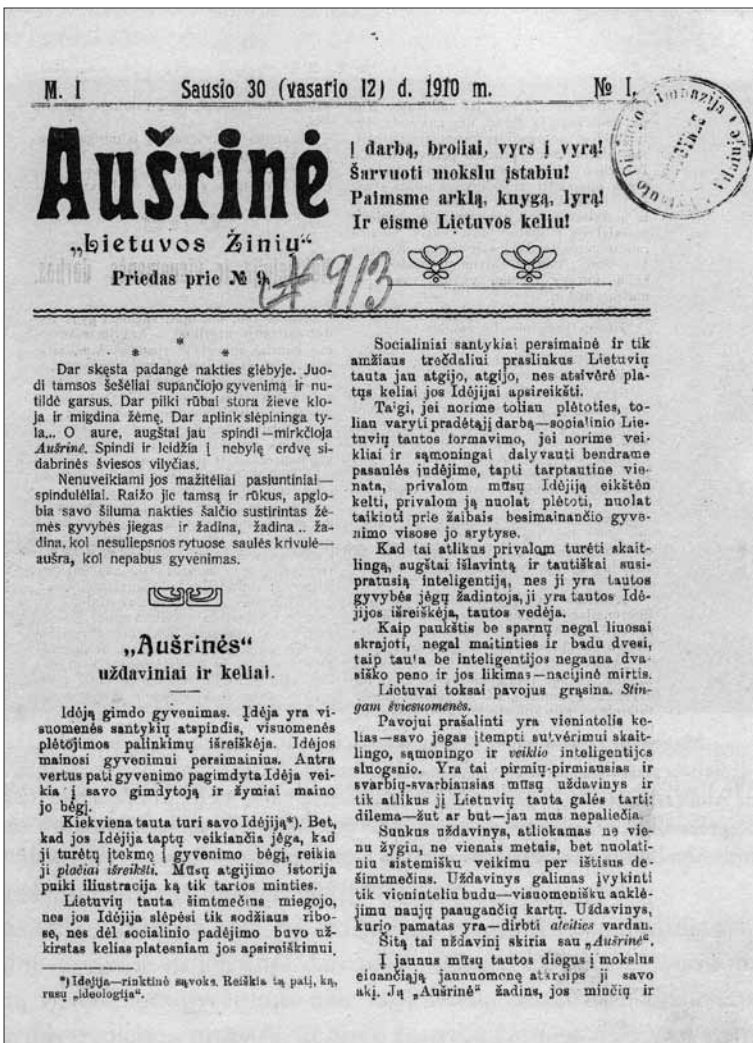 M. I
Sausio 30 (vasario 12) d. 1910 m.
№ I.
Aušrinė
„Lietuvos Žinių“
Priedas prie № 9.
913
Į darbą, broliai, vyrs į vyrą!
Šarvuoti mokslu įstabiu!
Paimsme arklą, knygą, lyrą!
Ir eisme Lietuvos keliu!
* * *
Dar skęsta padangė nakties glėbyje. Juo-
di tamsos šešėliai supančiojo gyvenimą ir nu-
tildė garsus. Dar pilki rūbai stora žieve klo-
ja ir migdina žėmę. Dar aplink slėpininga ty-
la... O aure, augštai jau spindi—mirkčioja
Aušrinė. Spindi ir leidžia į nebylę erdvę si-
dabrinės šviesos vilyčias.
Nenuveikiami jos mažitėliai pasiuntiniai—
spindulėliai. Raižo jie tamsą ir rūkus, apglo-
bia savo šiluma nakties šalčio sustirintas žė-
mės gyvybės jiegas ir žadina, žadina .. ža-
dina, kol nesuliepsnos rytuose saulės krivulė—
aušra, kol nepabus gyvenimas.
„Aušrinės“
uždaviniai ir keliai.
Idėją gimdo gyvenimas. Įdėja yra vi-
suomenės santykių atspindis, visuomenės
plėtojimos palinkimų išreiškėja. Idėjos
mainosi gyvenimui persimainius. Antra
vertus pati gyvenimo pagimdyta Idėja vei-
kia į savo gimdytoją ir žymiai maino
jo bėgį.
Kiekviena tauta turi savo Idėjiją*). Bet,
kad jos Idėjija taptų veikiančia jėga, kad
ji turėtų įtekmę į gyvenimo bėgį, reikia
ji plačiai išreikšti. Mūsų atgijimo istorija
puiki iliustracija ką tik tartos minties.
Lietuvių tauta šimtmečius miegojo,
nes jos Idėjija slėpėsi tik sodžiaus ribo-
se, nes dėl socialinio padėjimo buvo už-
kirstas kelias platesniam jos apsireiškimui.
*) Idėjija—rinktinė sąvoka. Reiškia tą patį, ką,
rusų „ideologija“.
Socialiniai santykiai persimainė ir tik
amžiaus trečdaliui praslinkus Lietuvių
tauta jau atgijo, atgijo, nes atsivėrė pla-
tųs keliai jos Idėjijai apsireikšti.
Taigi, jei norime toliau plėtoties, to-
liau varyti pradėtąjį darbą—socialinio Lie-
tuvių tautos formavimo, jei norime vei-
kliai ir sąmoningai dalyvauti bendrame
pasaulės judėjime, tapti tarptautine vie-
nata, privalom mūsų Idėjiją eikštėn
kelti, privalom ją nuolat plėtoti, nuolat
taikinti prie žaibais besimainančio gyve-
nimo visose jo srytyse.
Kad tai atlikus privalom turėti skait-
lingą, augštai išlavintą ir tautiškai susi-
pratusią inteligentiją, nes ji yra tautos
gyvybės jėgų žadintoja, ji yra tautos Idė-
jijos išreiškėja, tautos vedėja.
Kaip paukštis be sparnų negal liuosai
skrajoti, negal maitinties ir badu dvesi,
taip tauta be inteligentijos negauna dva-
siško peno ir jos likimas—nacijinė mirtis.
Lietuvai toksai pavojus grąsina. Stin-
gam šviesuomenės.
Pavojui prašalinti yra vienintelis ke-
lias—savo jėgas įtempti sutvėrimui skait-
lingo, sąmoningo ir veiklio inteligentijos
sluogsnio. Yra tai pirmių-pirmiausias ir
svarbių-svarbiausias mūsų uždavinys ir
tik atlikus jį Lietuvių tauta galės tarti:
dilema—žut ar but—jau mus nepaliečia.
Sunkus uždavinys, atliekamas ne vie-
nu žygiu, ne vienais metais, bet nuolati-
niu sistemišku veikimu per ištisus de-
šimtmečius. Uždavinys galimas įvykinti
tik vieninteliu budu—visuomenišku auklė-
jimu naujų paaugančių kartų. Uždavinys,
kurio pamatas yra—dirbti ateities vardan.
Šitą tai uždavinį skiria sau „Aušrinė“.
Į jaunus mūsų tautos diegus į mokslus
einančiąją jaunuomenę atkreips ji savo
akį. Ją „Aušrinė“ žadins, jos minčių ir